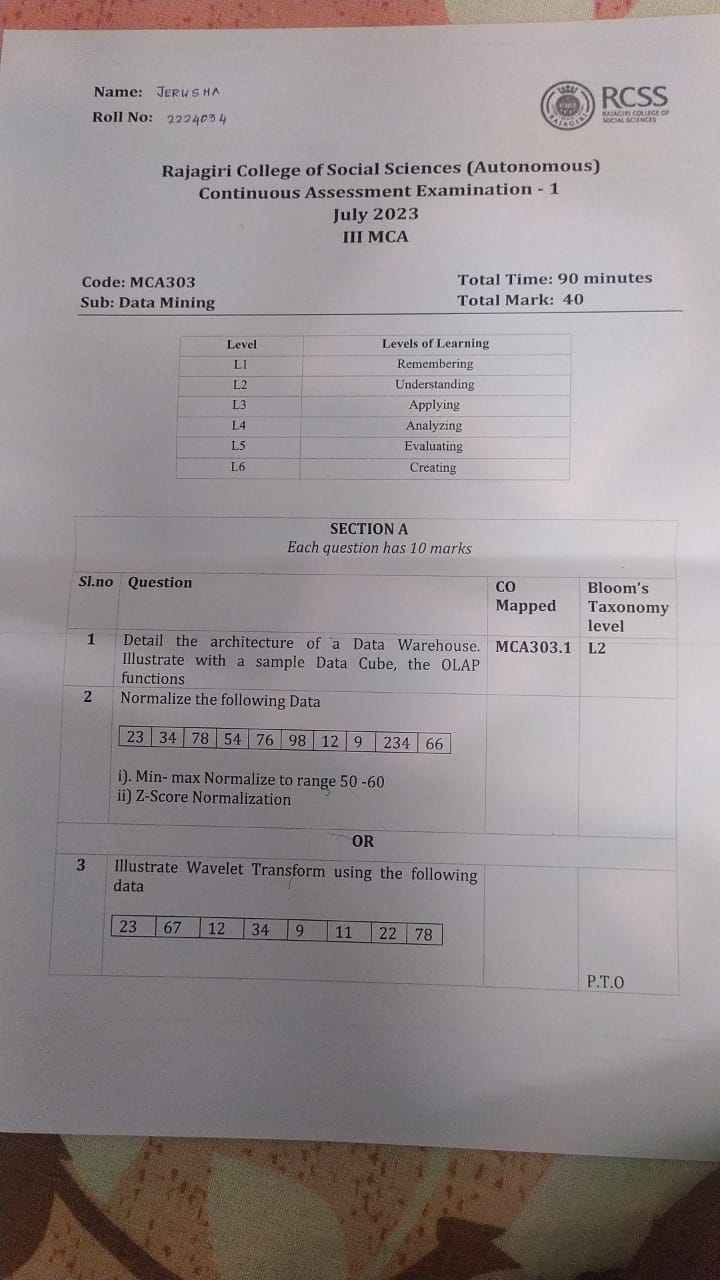 Name: JERUSHA
Roll No: 2224034
RCSS
RAJAGIRI COLLEGE OF
SOCIAL SCIENCES
RAJAGIRI
Rajagiri College of Social Sciences (Autonomous)
Continuous Assessment Examination - 1
July 2023
III MCA
Code: MCA303 Total Time: 90 minutes
Sub: Data Mining Total Mark: 40
Level Levels of Learning
L1 Remembering
L2 Understanding
L3 Applying
L4 Analyzing
L5 Evaluating
L6 Creating
SECTION A
Each question has 10 marks
Sl.no Question CO Mapped Bloom's Taxonomy level
1 Detail the architecture of a Data Warehouse. MCA303.1 L2
Illustrate with a sample Data Cube, the OLAP
functions
2 Normalize the following Data
23 34 78 54 76 98 12 9 234 66
i). Min- max Normalize to range 50 -60
ii) Z-Score Normalization
OR
3 Illustrate Wavelet Transform using the following
data
23 67 12 34 9 11 22 78
P.T.O